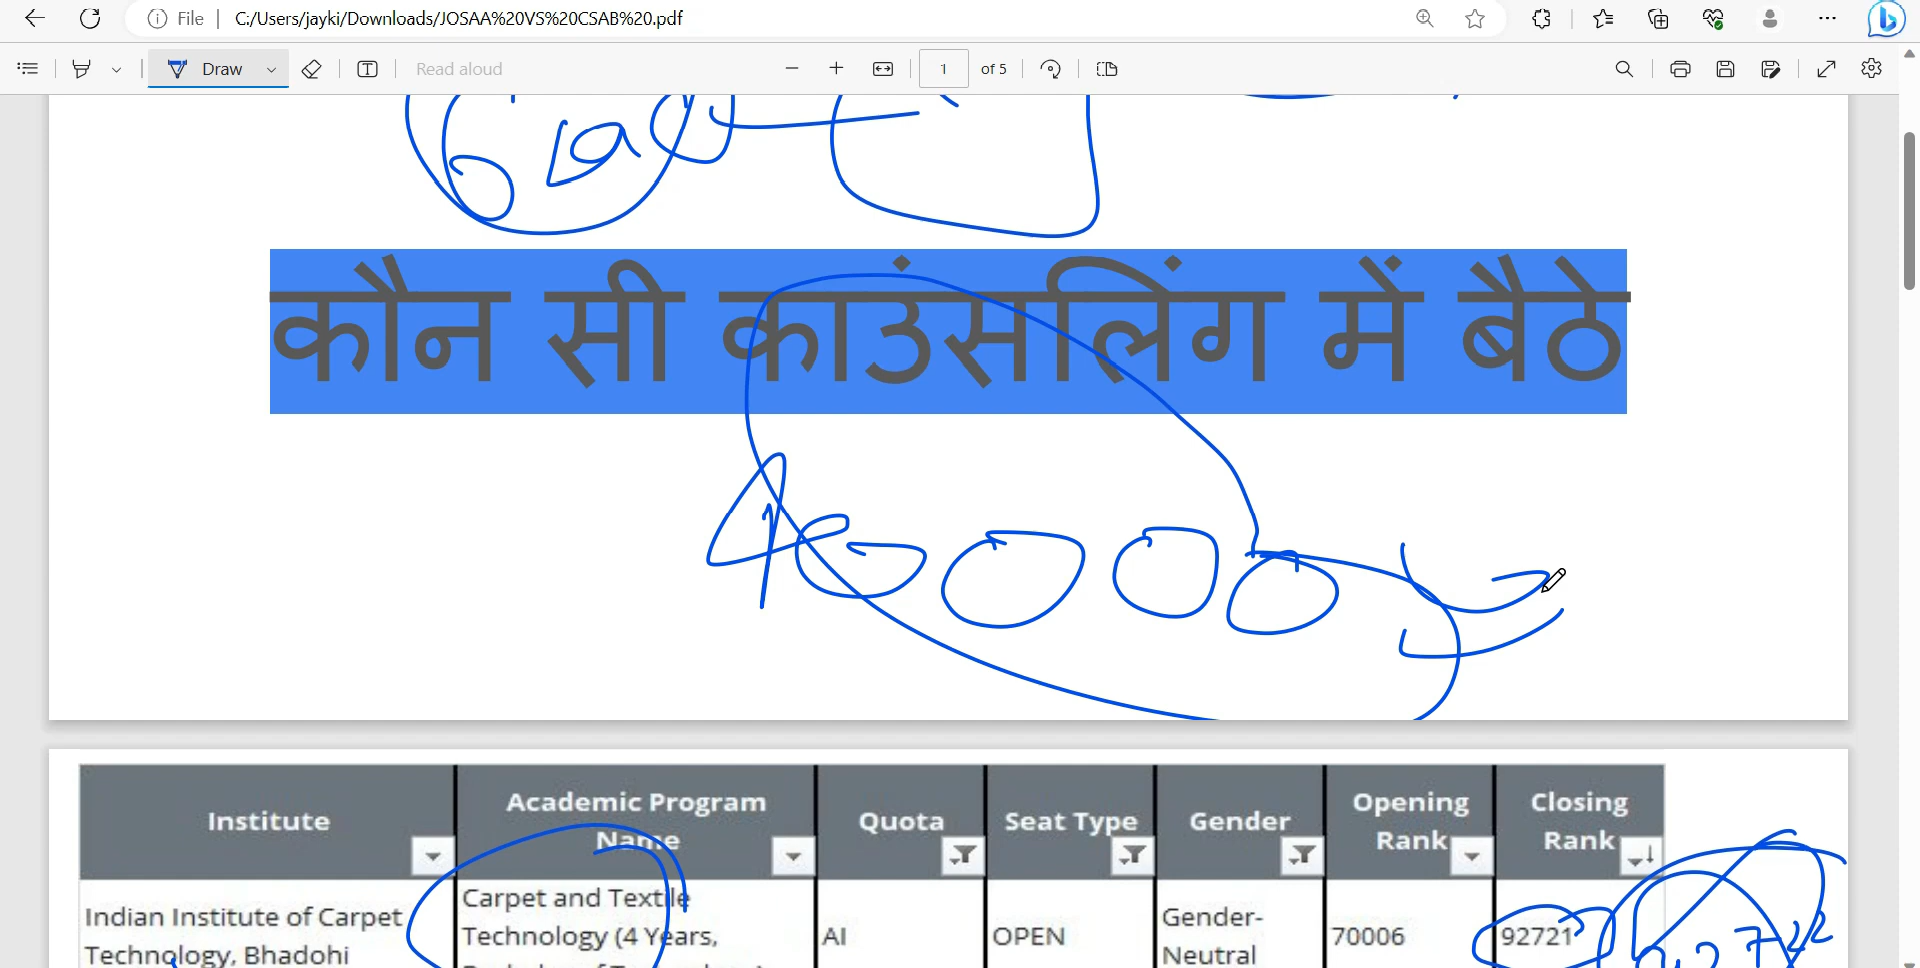 File C:/Users/jayki/Downloads/JOSAA%20VS%20CSAB%20.pdf
Draw Read aloud 1 of 5
कौन सी काउंसलिंग में बैठे
Institute Academic Program Name Quota Seat Type Gender Opening Rank Closing Rank
Indian Institute of Carpet Technology, Bhadohi Carpet and Textile Technology (4 Years, AI OPEN Gender-Neutral 70006 92721